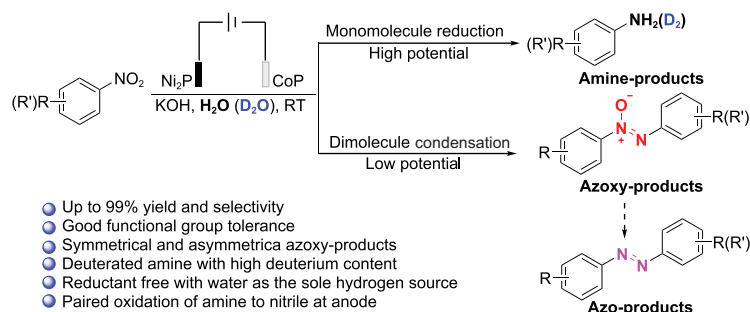 Monomolecule reduction
High potential
(R')R
NH₂(D₂)
Amine-products
(R')R
NO₂
Ni₂P
CoP
KOH, H₂O (D₂O), RT
Dimolecule condensation
Low potential
R
O⁻
N⁺
N
R(R')
Azoxy-products
R
N
N
R(R')
Azo-products
Up to 99% yield and selectivity
Good functional group tolerance
Symmetrical and asymmetrica azoxy-products
Deuterated amine with high deuterium content
Reductant free with water as the sole hydrogen source
Paired oxidation of amine to nitrile at anode